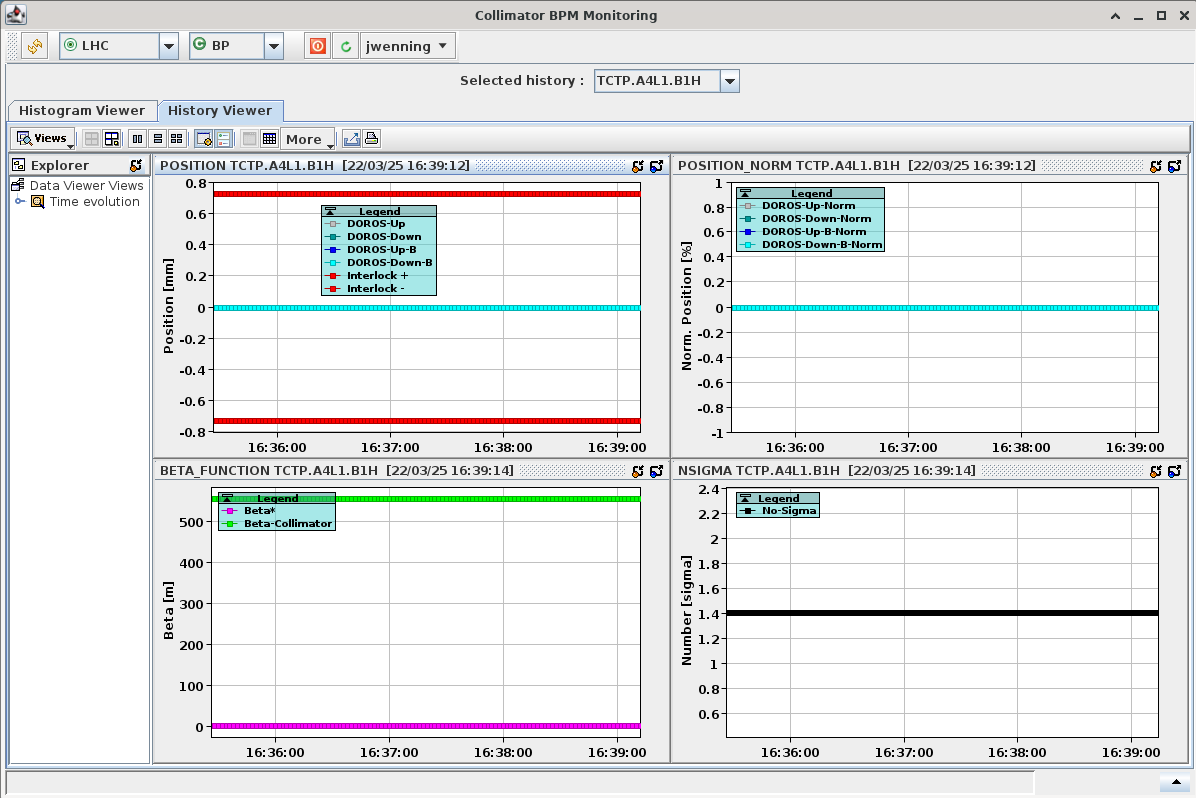 Collimator BPM Monitoring
LHC BP jwenning
Selected history : TCTP.A4L1.B1H
Histogram Viewer History Viewer
Views More
Explorer
Data Viewer Views
Time evolution
POSITION TCTP.A4L1.B1H [22/03/25 16:39:12]
0.8
0.6
0.4
0.2
0
-0.2
-0.4
-0.6
-0.8
Position [mm]
Legend
DOROS-Up
DOROS-Down
DOROS-Up-B
DOROS-Down-B
Interlock +
Interlock -
16:36:00 16:37:00 16:38:00 16:39:00
POSITION_NORM TCTP.A4L1.B1H [22/03/25 16:39:12]
1
0.8
0.6
0.4
0.2
0
-0.2
-0.4
-0.6
-0.8
-1
Norm. Position [%]
Legend
DOROS-Up-Norm
DOROS-Down-Norm
DOROS-Up-B-Norm
DOROS-Down-B-Norm
16:36:00 16:37:00 16:38:00 16:39:00
BETA_FUNCTION TCTP.A4L1.B1H [22/03/25 16:39:14]
500
400
300
200
100
0
Beta [m]
Legend
Beta*
Beta-Collimator
16:36:00 16:37:00 16:38:00 16:39:00
NSIGMA TCTP.A4L1.B1H [22/03/25 16:39:14]
2.4
2.2
2
1.8
1.6
1.4
1.2
1
0.8
0.6
Number [sigma]
Legend
No-Sigma
16:36:00 16:37:00 16:38:00 16:39:00